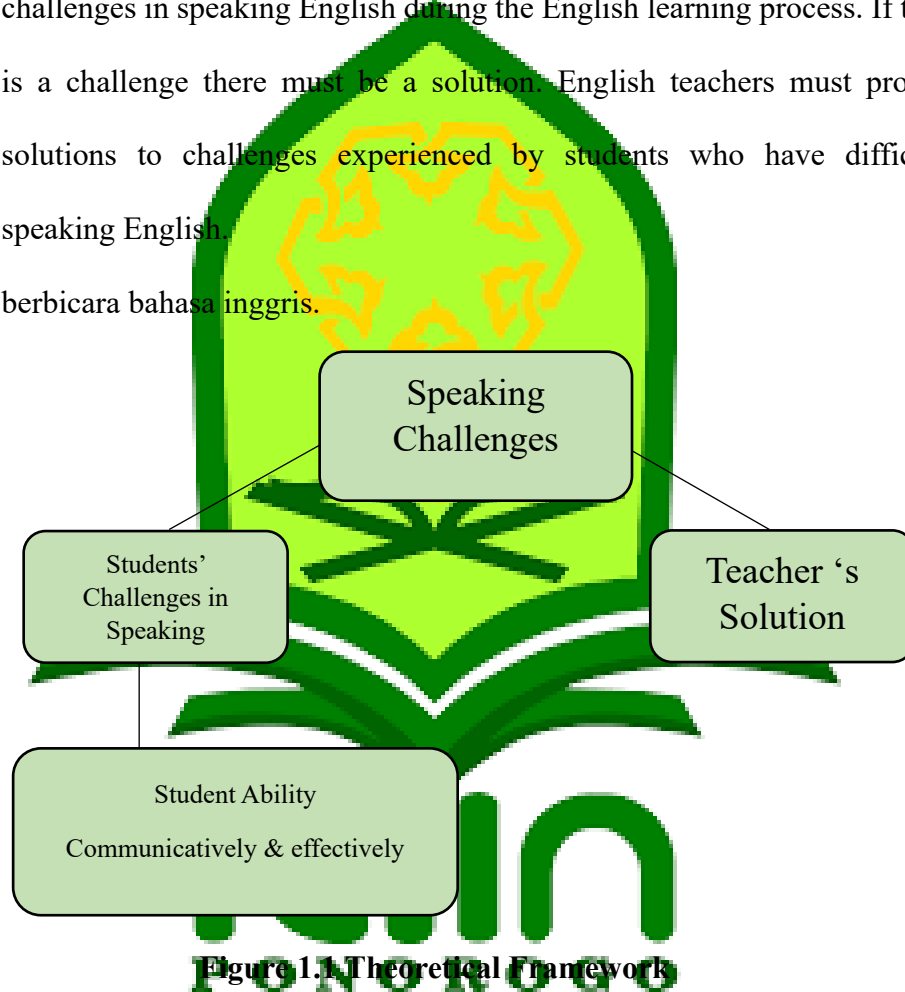 challenges in speaking English during the English learning process. If
is a challenge there must be a solution. English teachers must
solutions to challenges experienced by students who have
speaking English.
berbicara bahasa inggris.
Speaking
Challenges
Students’
Challenges in
Speaking
Teacher ‘s
Solution
Student Ability
Communicatively & effectively
Figure 1.1 Theoretical Framework
PONOROGO